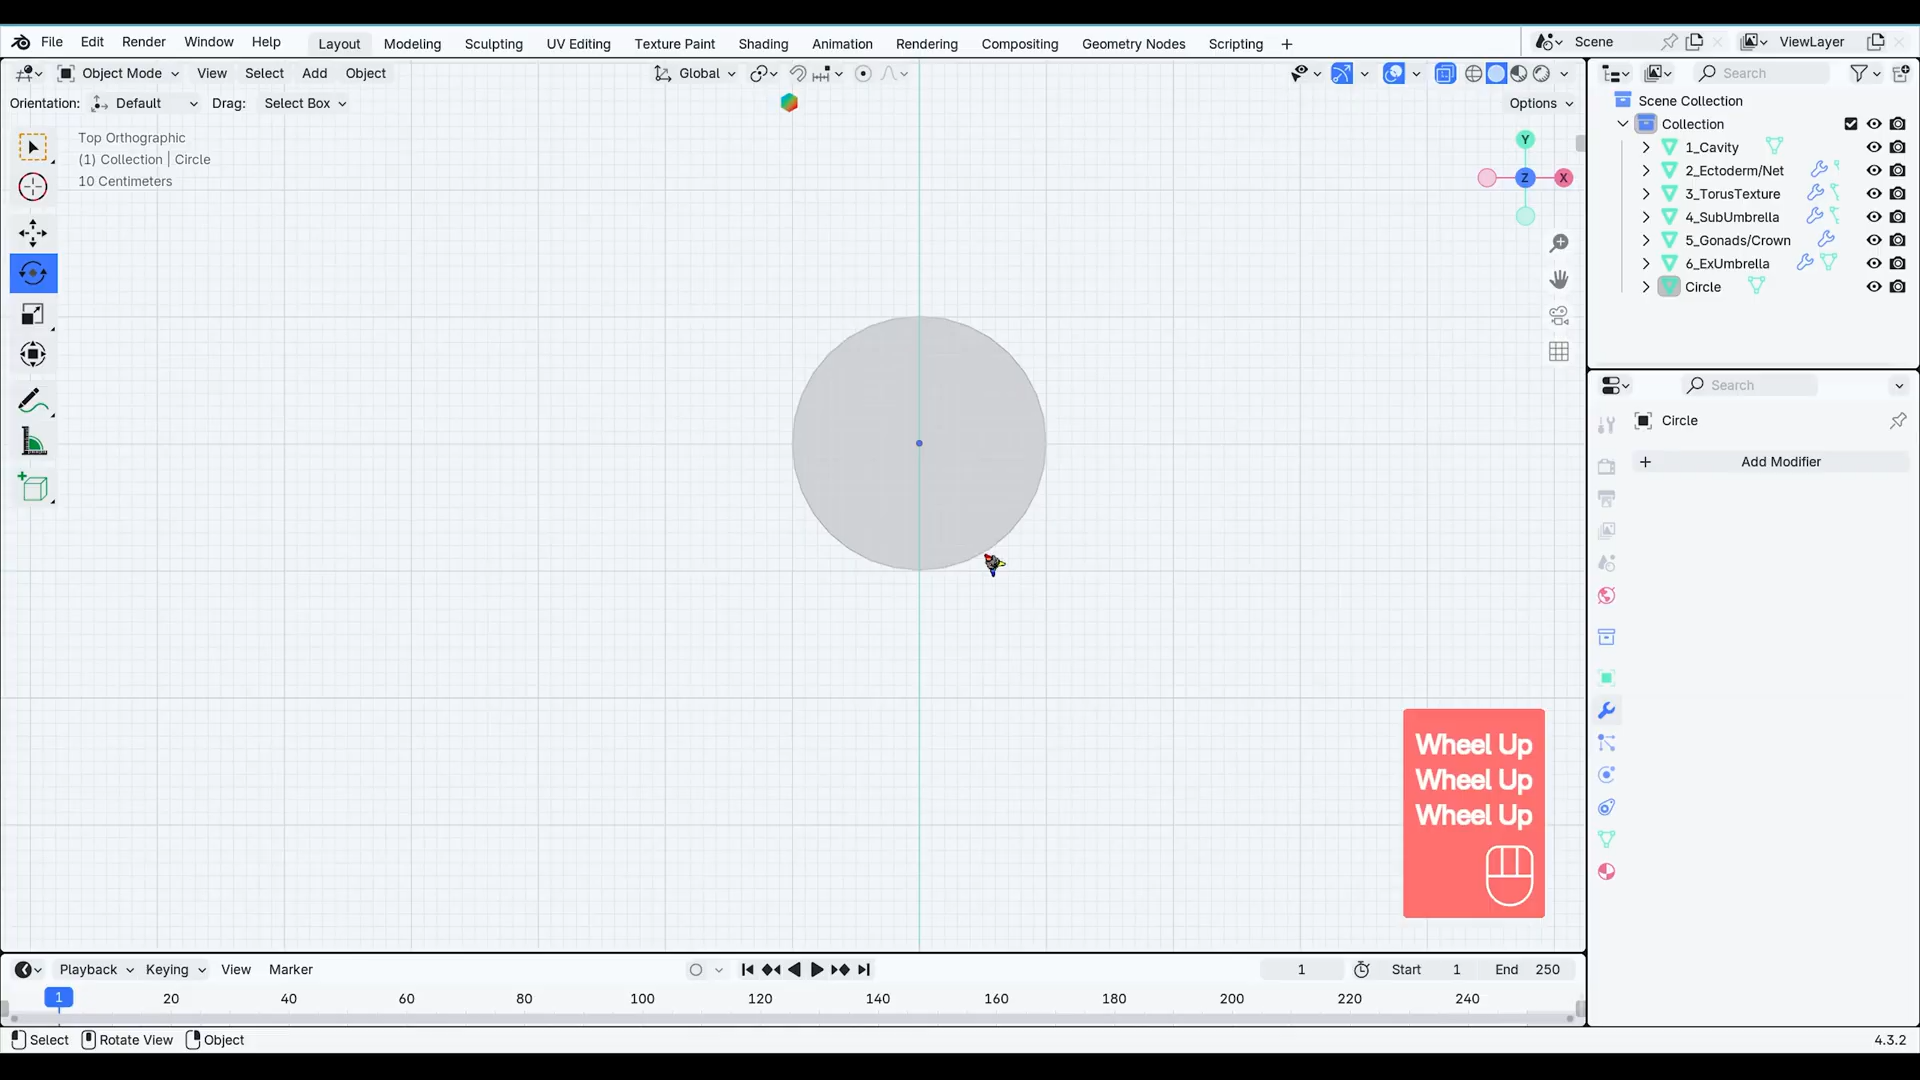 File Edit Render Window Help Layout Modeling Sculpting UV Editing Texture Paint Shading Animation Rendering Compositing Geometry Nodes Scripting + Scene ViewLayer
Object Mode View Select Add Object Global Search
Orientation: Default Drag: Select Box Options
Top Orthographic
(1) Collection | Circle
10 Centimeters
Y
Z
X
Scene Collection
Collection
1_Cavity
2_Ectoderm/Net
3_TorusTexture
4_SubUmbrella
5_Gonads/Crown
6_ExUmbrella
Circle
Search
Circle
+ Add Modifier
Wheel Up
Wheel Up
Wheel Up
Playback Keying View Marker 1 Start 1 End 250
1 20 40 60 80 100 120 140 160 180 200 220 240
Select Rotate View Object 4.3.2